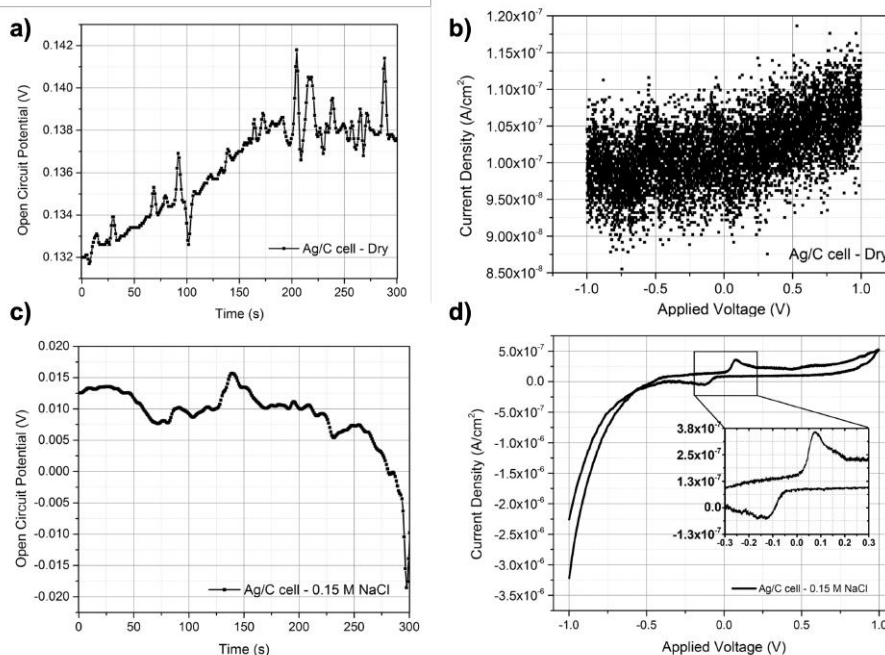 a)
0.142
0.140
0.138
0.136
0.134
0.132
Open Circuit Potential (V)
Ag/C cell - Dry
0 50 100 150 200 250 300
Time (s)
b)
1.20x10-7
1.15x10-7
1.10x10-7
1.05x10-7
1.00x10-7
9.50x10-8
9.00x10-8
8.50x10-8
Current Density (A/cm2)
Ag/C cell - Dry
-1.0 -0.5 0.0 0.5 1.0
Applied Voltage (V)
c)
0.020
0.015
0.010
0.005
0.000
-0.005
-0.010
-0.015
-0.020
Open Circuit Potential (V)
Ag/C cell - 0.15 M NaCl
0 50 100 150 200 250 300
Time (s)
d)
5.0x10-7
0.0
-5.0x10-7
-1.0x10-6
-1.5x10-6
-2.0x10-6
-2.5x10-6
-3.0x10-6
-3.5x10-6
Current Density (A/cm2)
3.8x10-7
2.5x10-7
1.3x10-7
0.0
-1.3x10-7
-0.3 -0.2 -0.1 0.0 0.1 0.2 0.3
Ag/C cell - 0.15 M NaCl
-1.0 -0.5 0.0 0.5 1.0
Applied Voltage (V)